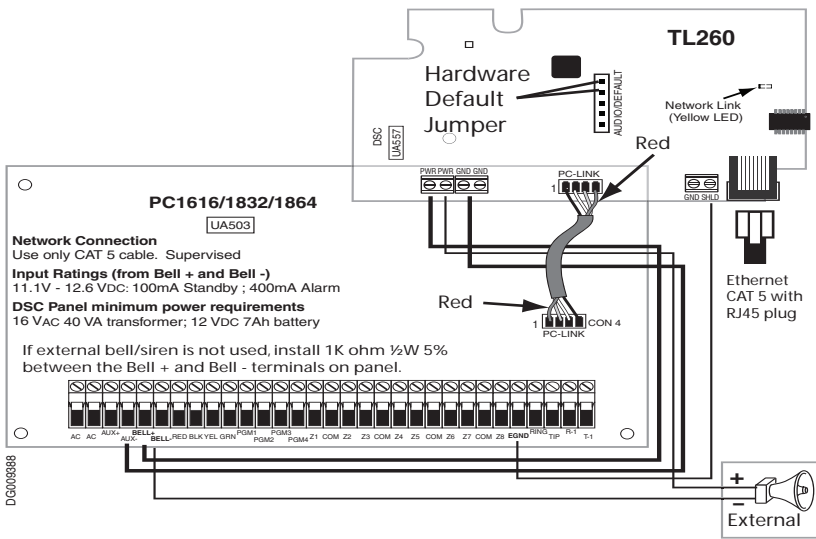 TL260
Hardware
Default
Jumper
AUDIO/DEFAULT
Network Link
(Yellow LED)
DSC
UA557
Red
PWR PWR GND GND
PC-LINK
1
GND SHLD
PC1616/1832/1864
UA503
Network Connection
Use only CAT 5 cable. Supervised
Input Ratings (from Bell + and Bell -)
11.1V - 12.6 VDC: 100mA Standby ; 400mA Alarm
DSC Panel minimum power requirements
16 VAC 40 VA transformer; 12 VDC 7Ah battery
Ethernet
CAT 5 with
RJ45 plug
Red
1
CON 4
PC-LINK
If external bell/siren is not used, install 1K ohm ½W 5%
between the Bell + and Bell - terminals on panel.
AC AC AUX+ AUX- BELL+ BELL- RED BLK YEL GRN PGM1 PGM2 PGM3 PGM4 Z1 COM Z2 Z3 COM Z4 Z5 COM Z6 Z7 COM Z8 EGND RING TIP R-1 T-1
DG009388
+
–
External